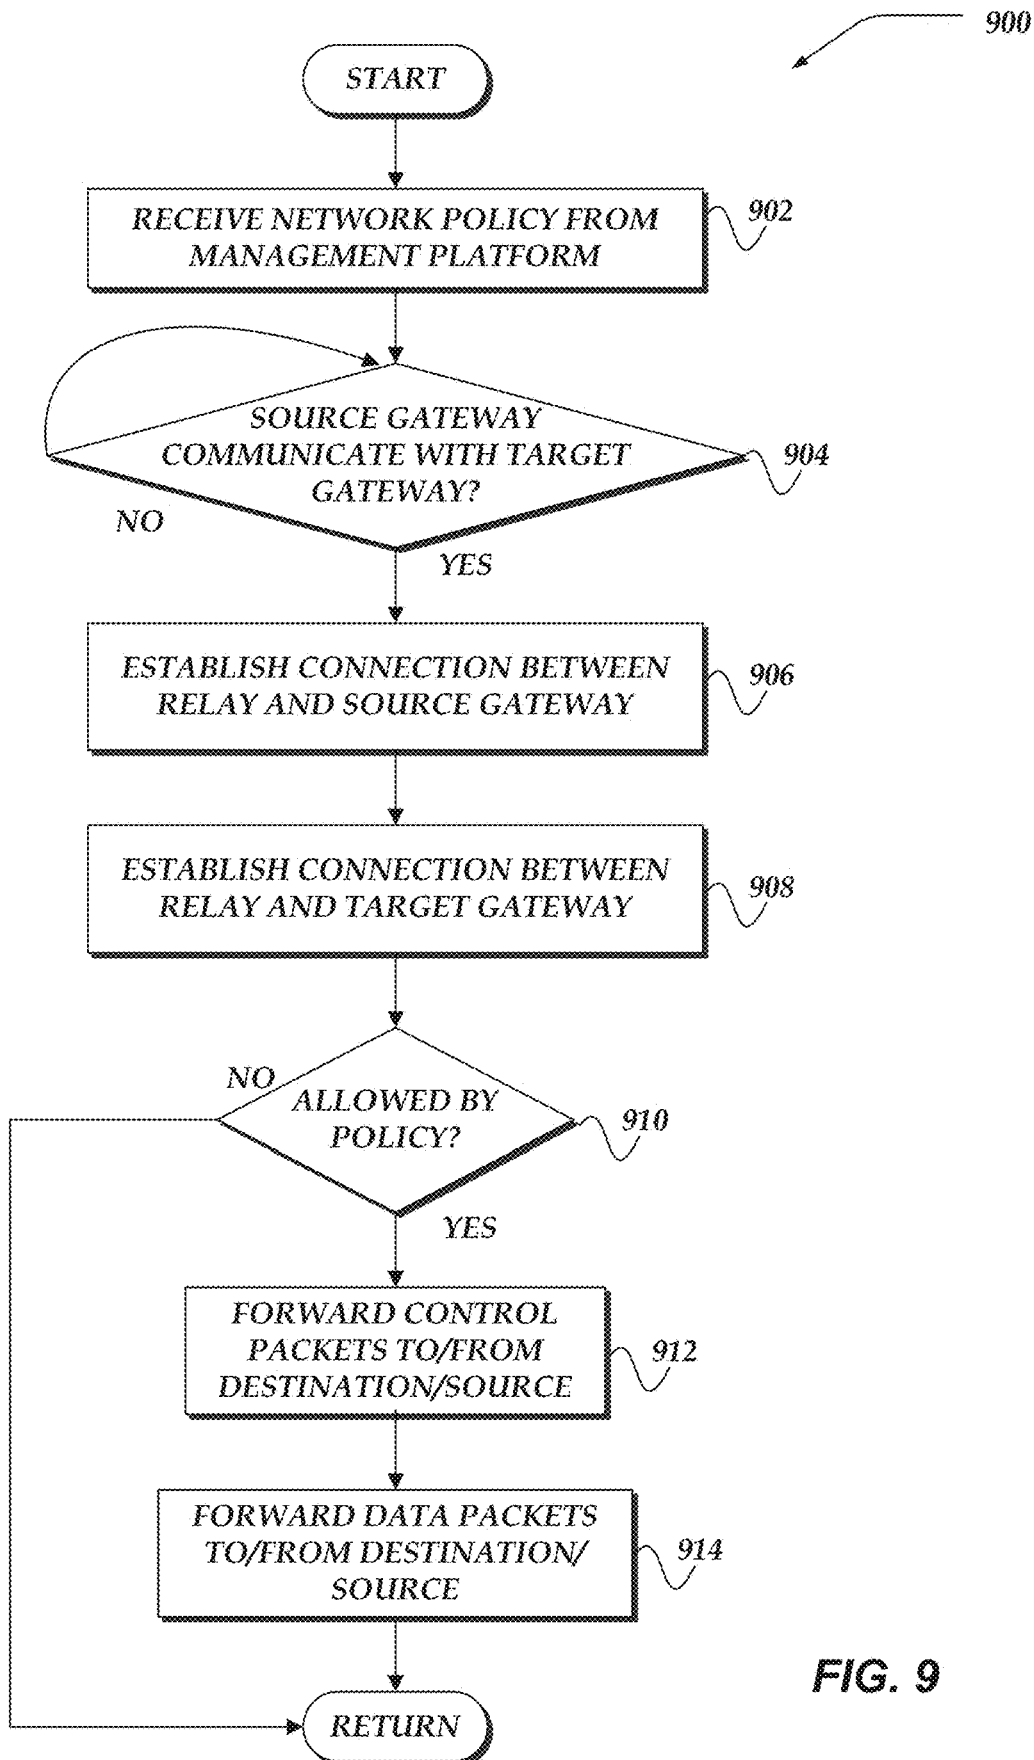 900
START
RECEIVE NETWORK POLICY FROM
MANAGEMENT PLATFORM
902
SOURCE GATEWAY
COMMUNICATE WITH TARGET
GATEWAY?
904
NO
YES
ESTABLISH CONNECTION BETWEEN
RELAY AND SOURCE GATEWAY
906
ESTABLISH CONNECTION BETWEEN
RELAY AND TARGET GATEWAY
908
NO
ALLOWED BY
POLICY?
910
YES
FORWARD CONTROL
PACKETS TO/FROM
DESTINATION/SOURCE
912
FORWARD DATA PACKETS
TO/FROM DESTINATION/
SOURCE
914
RETURN
FIG. 9